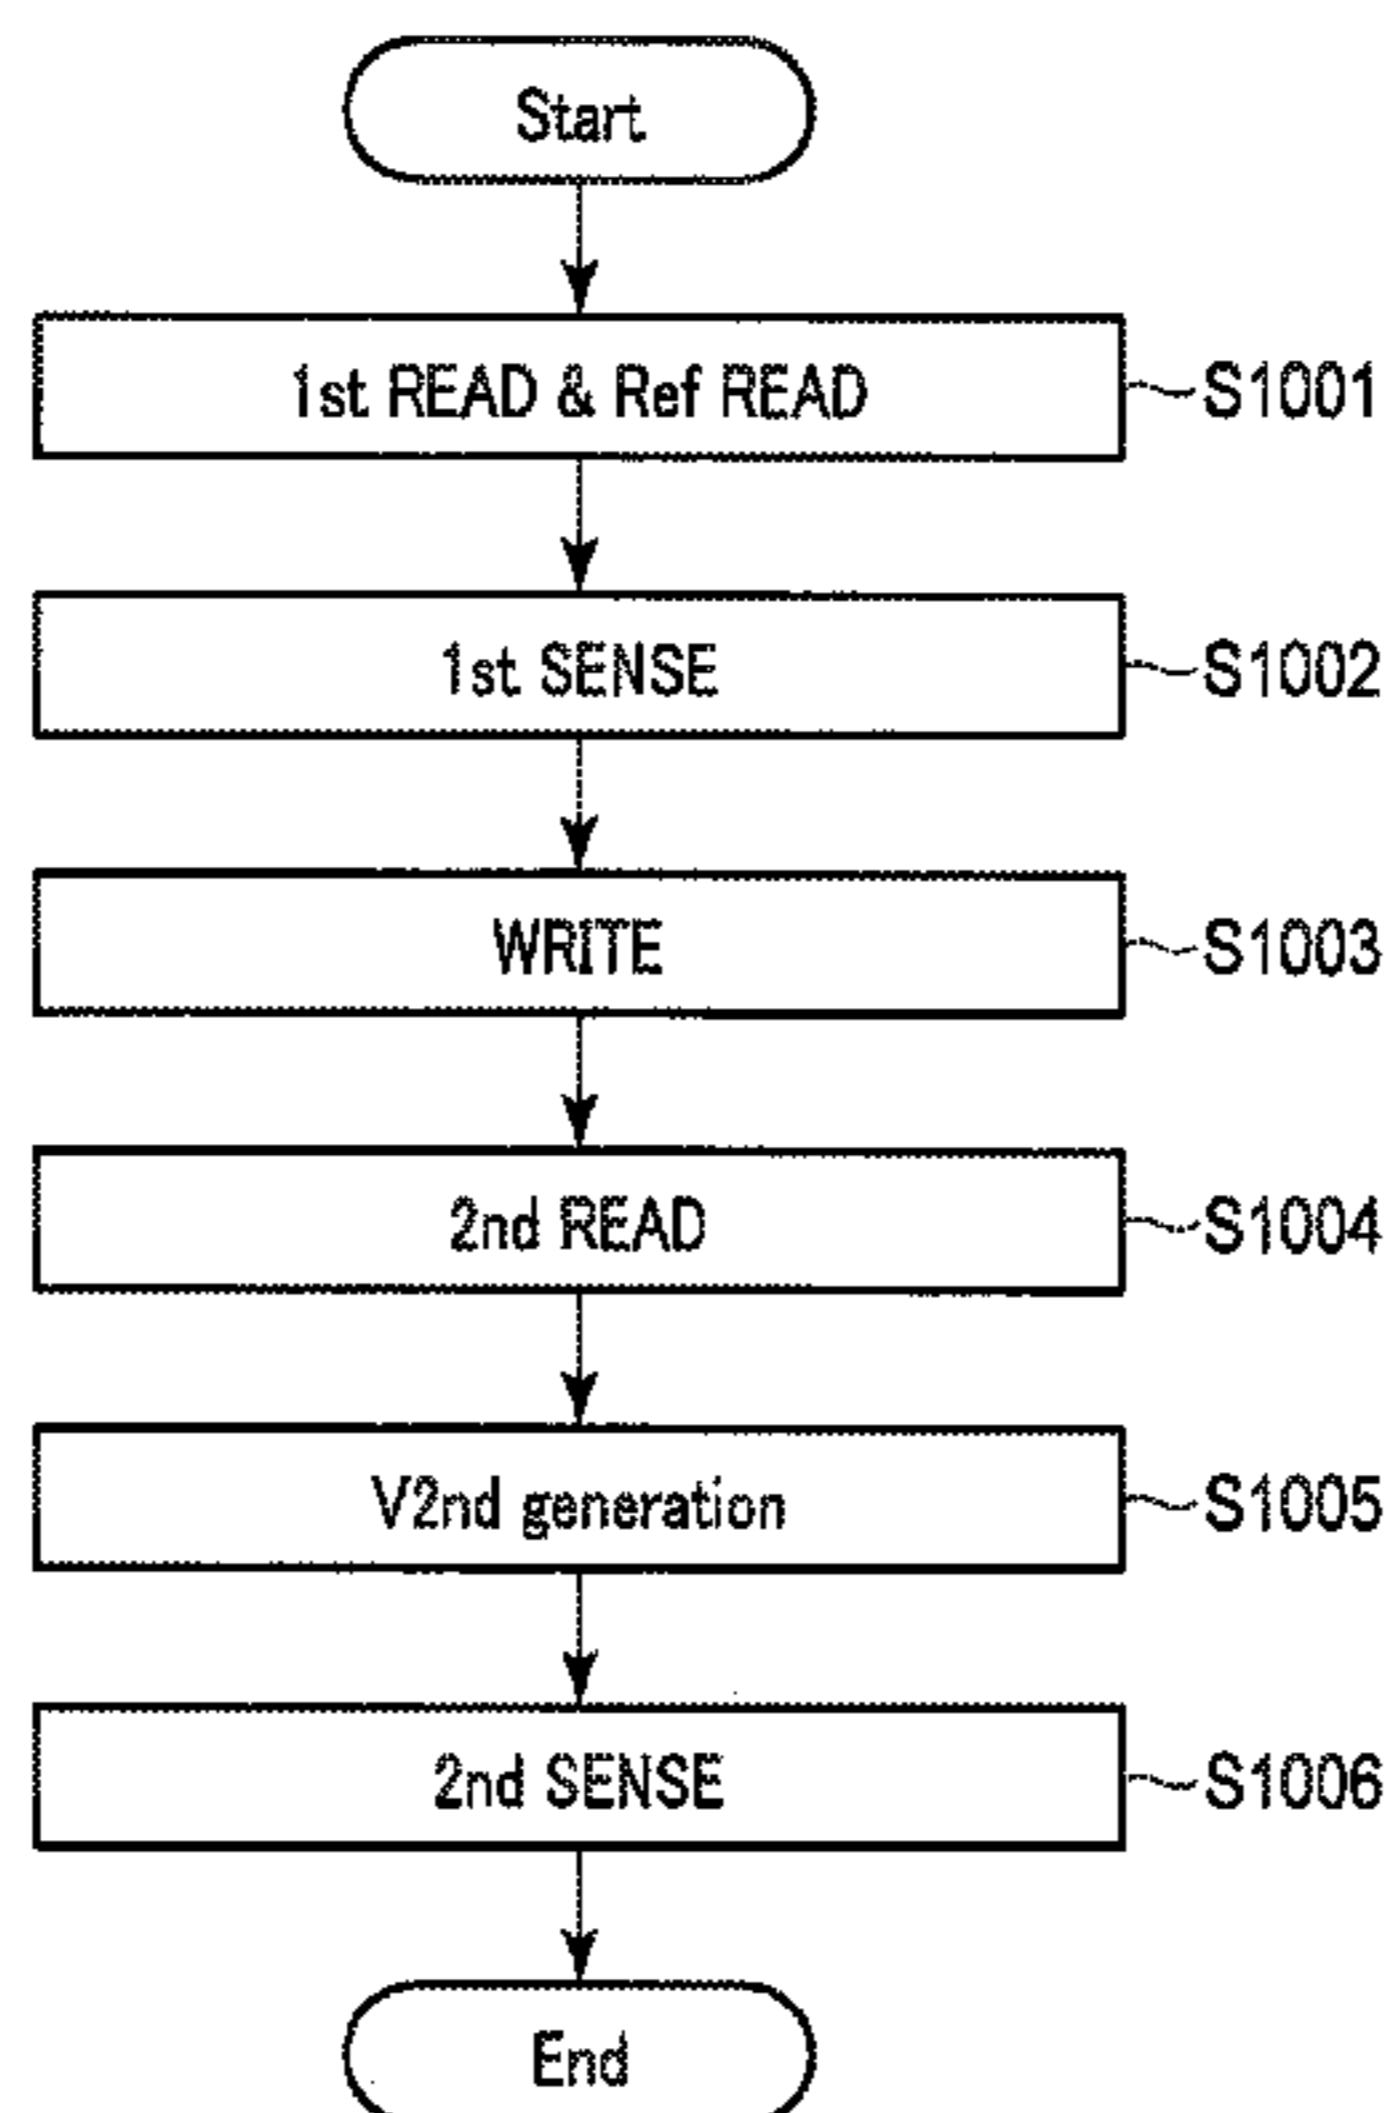 Start
1st READ & Ref READ
S1001
1st SENSE
S1002
WRITE
S1003
2nd READ
S1004
V2nd generation
S1005
2nd SENSE
S1006
End